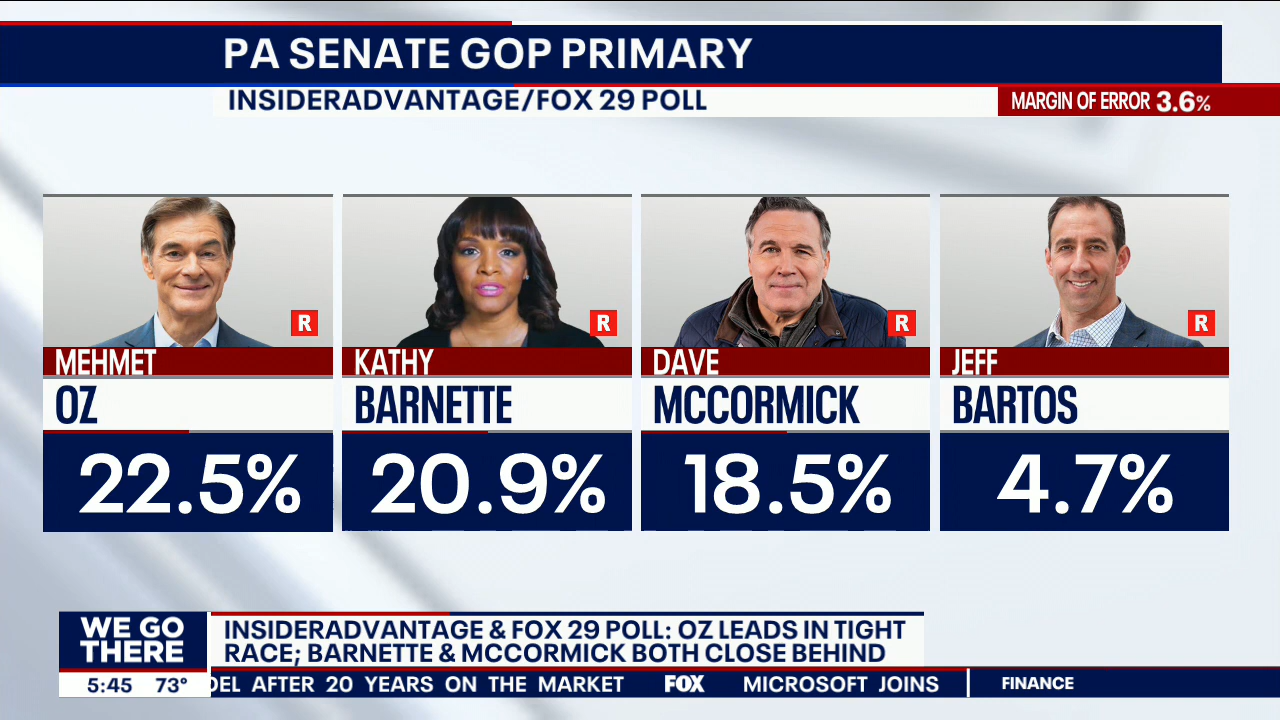 PA SENATE GOP PRIMARY
INSIDERADVANTAGE/FOX 29 POLL
MARGIN OF ERROR 3.6%
R
R
R
R
MEHMET
OZ
22.5%
KATHY
BARNETTE
20.9%
DAVE
MCCORMICK
18.5%
JEFF
BARTOS
4.7%
WE GO
THERE
INSIDERADVANTAGE & FOX 29 POLL: OZ LEADS IN TIGHT
RACE; BARNETTE & MCCORMICK BOTH CLOSE BEHIND
5:45 73°
AFTER 20 YEARS ON THE MARKET FOX MICROSOFT JOINS
FINANCE